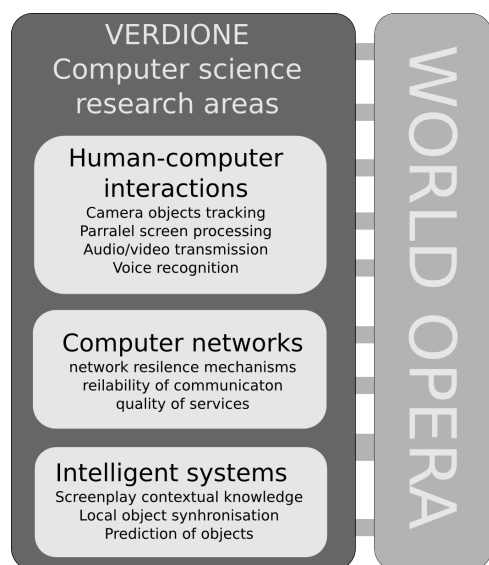 VERDIONE
Computer science
research areas
Human-computer
interactions
Camera objects tracking
Parralel screen processing
Audio/video transmission
Voice recognition
Computer networks
network resilence mechanisms
reilability of communicaton
quality of services
Intelligent systems
Screenplay contextual knowledge
Local object synhronisation
Prediction of objects
WORLD OPERA